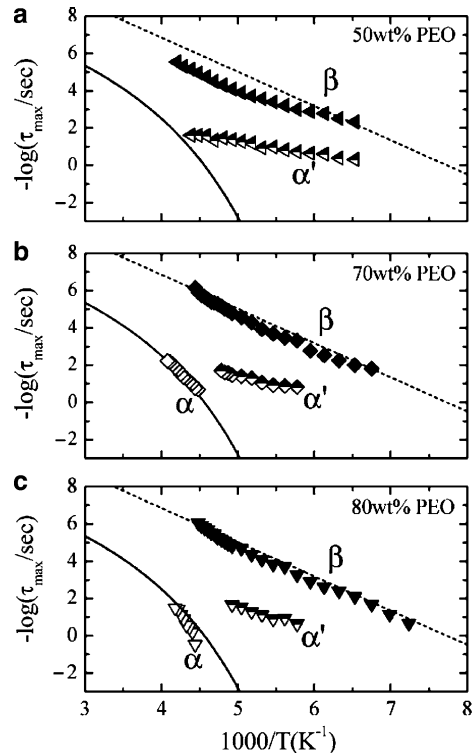 a
50wt% PEO
8
6
4
2
0
-2
-log(τmax/sec)
β
α'
b
70wt% PEO
8
6
4
2
0
-2
-log(τmax/sec)
β
α
α'
c
80wt% PEO
8
6
4
2
0
-2
-log(τmax/sec)
β
α
α'
3 4 5 6 7 8
1000/T(K⁻¹)